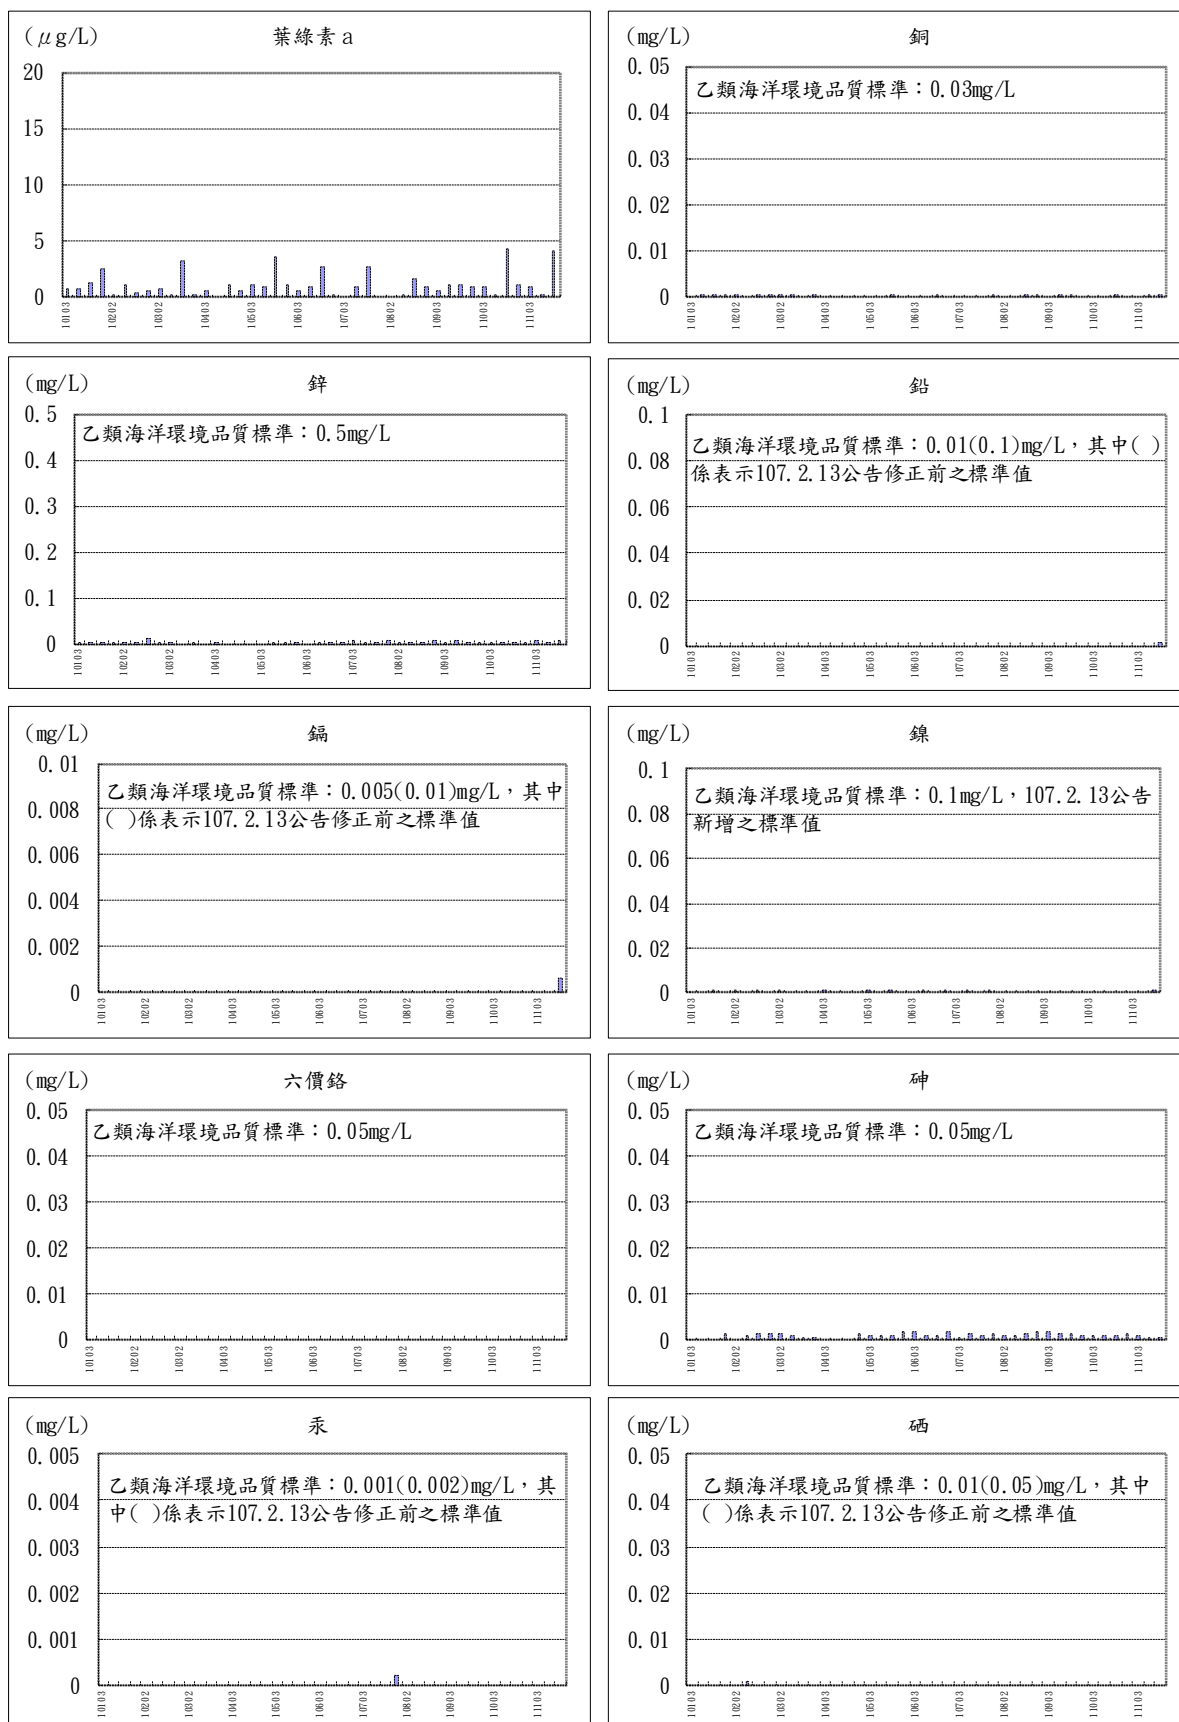 (μg/L) 葉綠素a
20
15
10
5
0
10103 10202 10302 10403 10503 10603 10703 10802 10903 11003 11103
(mg/L) 銅
0.05
乙類海洋環境品質標準：0.03mg/L
0.04
0.03
0.02
0.01
0
10103 10202 10302 10403 10503 10603 10703 10802 10903 11003 11103
(mg/L) 鋅
0.5
乙類海洋環境品質標準：0.5mg/L
0.4
0.3
0.2
0.1
0
10103 10202 10302 10403 10503 10603 10703 10802 10903 11003 11103
(mg/L) 鉛
0.1
乙類海洋環境品質標準：0.01(0.1)mg/L，其中( )
係表示107.2.13公告修正前之標準值
0.08
0.06
0.04
0.02
0
10103 10202 10302 10403 10503 10603 10703 10802 10903 11003 11103
(mg/L) 鎘
0.01
乙類海洋環境品質標準：0.005(0.01)mg/L，其中
( )係表示107.2.13公告修正前之標準值
0.008
0.006
0.004
0.002
0
10103 10202 10302 10403 10503 10603 10703 10802 10903 11003 11103
(mg/L) 鎳
0.1
乙類海洋環境品質標準：0.1mg/L，107.2.13公告
新增之標準值
0.08
0.06
0.04
0.02
0
10103 10202 10302 10403 10503 10603 10703 10802 10903 11003 11103
(mg/L) 六價鉻
0.05
乙類海洋環境品質標準：0.05mg/L
0.04
0.03
0.02
0.01
0
10103 10202 10302 10403 10503 10603 10703 10802 10903 11003 11103
(mg/L) 砷
0.05
乙類海洋環境品質標準：0.05mg/L
0.04
0.03
0.02
0.01
0
10103 10202 10302 10403 10503 10603 10703 10802 10903 11003 11103
(mg/L) 汞
0.005
乙類海洋環境品質標準：0.001(0.002)mg/L，其
中( )係表示107.2.13公告修正前之標準值
0.004
0.003
0.002
0.001
0
10103 10202 10302 10403 10503 10603 10703 10802 10903 11003 11103
(mg/L) 硒
0.05
乙類海洋環境品質標準：0.01(0.05)mg/L，其中
( )係表示107.2.13公告修正前之標準值
0.04
0.03
0.02
0.01
0
10103 10202 10302 10403 10503 10603 10703 10802 10903 11003 11103